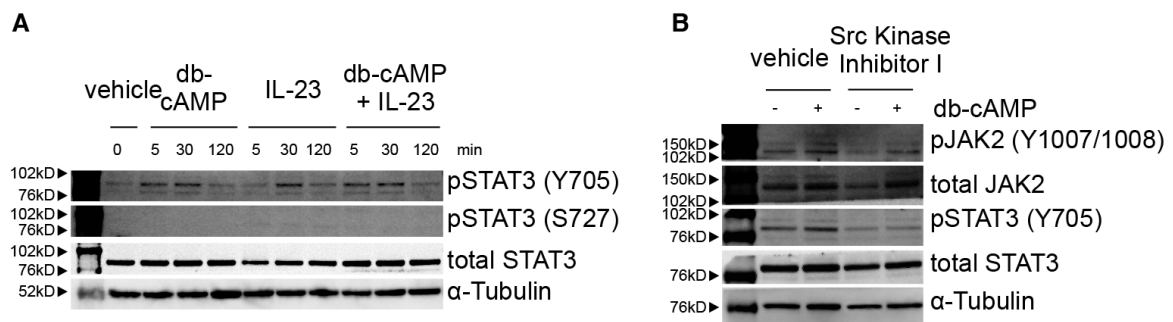 A
vehicle db-cAMP IL-23 db-cAMP + IL-23
0 5 30 120 5 30 120 5 30 120 min
102kD
76kD
pSTAT3 (Y705)
102kD
76kD
pSTAT3 (S727)
102kD
76kD
total STAT3
52kD
α-Tubulin
B
vehicle Src Kinase Inhibitor I
- + - + db-cAMP
150kD
102kD
pJAK2 (Y1007/1008)
150kD
102kD
total JAK2
102kD
76kD
pSTAT3 (Y705)
76kD
total STAT3
76kD
α-Tubulin